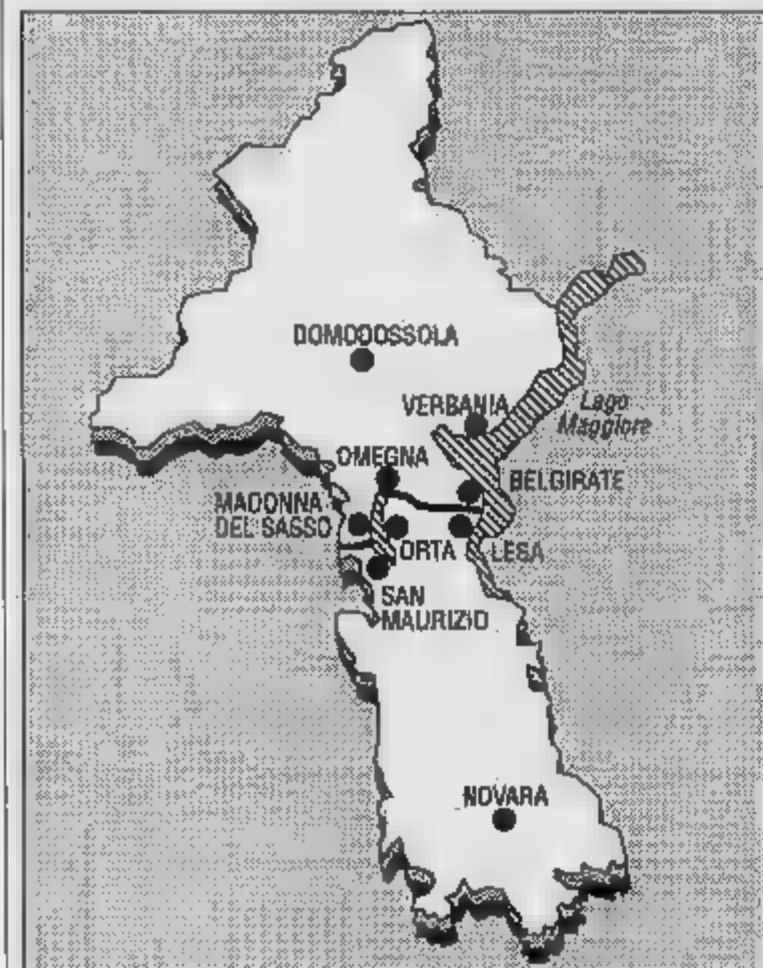 DOMODOSSOLA
VERBANIA
Lago
Maggiore
OMEGNA
BELGIRATE
MADONNA
DEL SASSO
ORTA
LESA
SAN
MAURIZIO
NOVARA